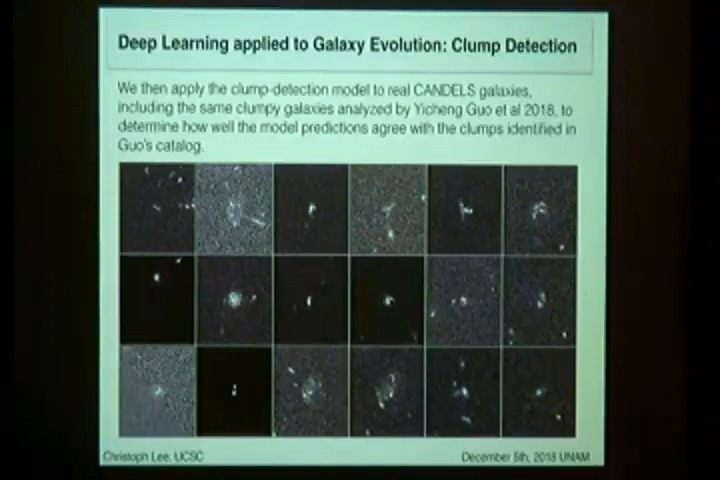 Deep Learning applied to Galaxy Evolution: Clump Detection
We then apply the clump-detection model to real CANDELS galaxies,
including the same clumpy galaxies analyzed by Yicheng Guo et al 2018, to
determine how well the model predictions agree with the clumps identified in
Guo's catalog.
Christoph Lee, UCSC
December 5th, 2018 UNAM